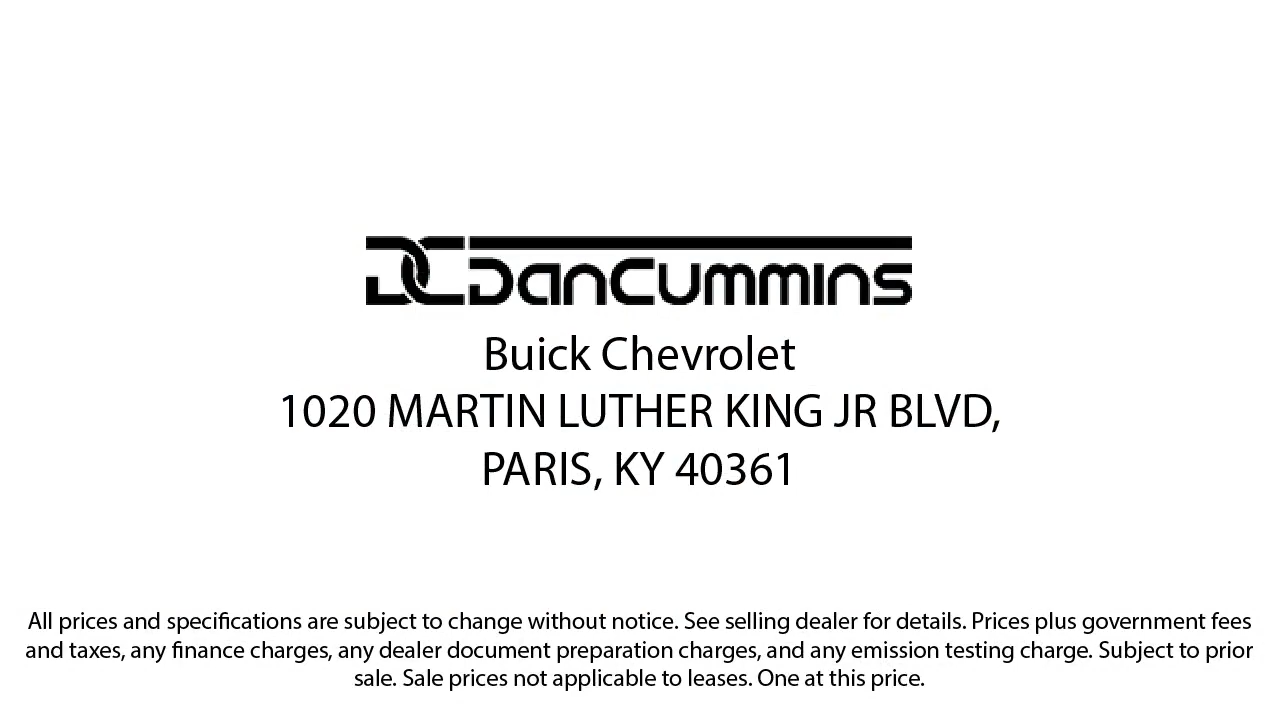 DC DanCummins
Buick Chevrolet
1020 MARTIN LUTHER KING JR BLVD,
PARIS, KY 40361
All prices and specifications are subject to change without notice. See selling dealer for details. Prices plus government fees
and taxes, any finance charges, any dealer document preparation charges, and any emission testing charge. Subject to prior
sale. Sale prices not applicable to leases. One at this price.